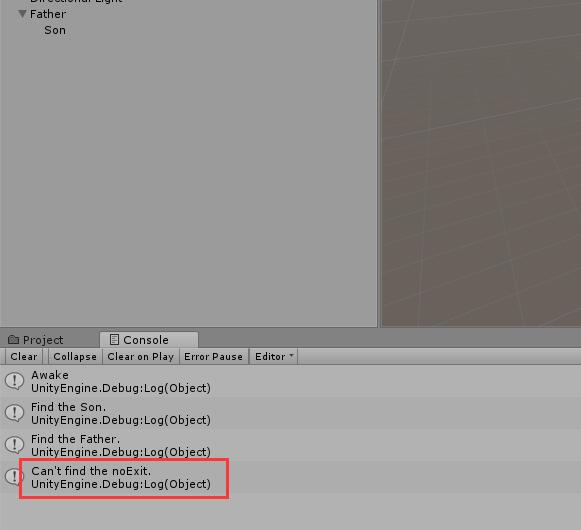 Directional Light
Father
Son
Project
Console
Clear
Collapse
Clear on Play
Error Pause
Editor
Awake
UnityEngine.Debug:Log(Object)
Find the Son.
UnityEngine.Debug:Log(Object)
Find the Father.
UnityEngine.Debug:Log(Object)
Can't find the noExit.
UnityEngine.Debug:Log(Object)